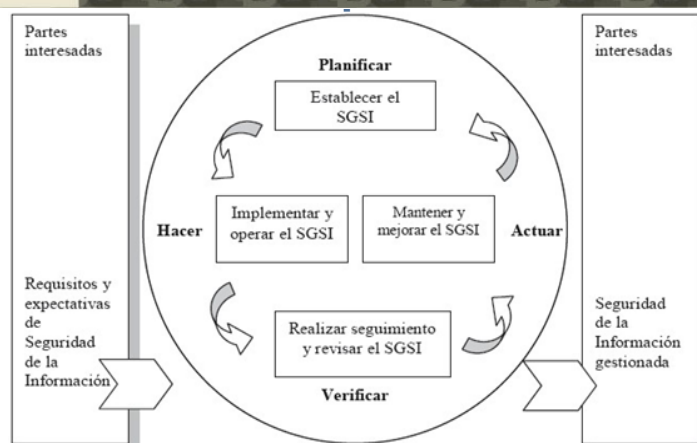 Partes
interesadas
Requisitos y
expectativas
de
Seguridad
de la
Información
Planificar
Establecer el
SGSI
Hacer
Implementar y
operar el SGSI
Mantener y
mejorar el SGSI
Actuar
Realizar seguimiento
y revisar el SGSI
Verificar
Partes
interesadas
Seguridad
de la
Información
gestionada